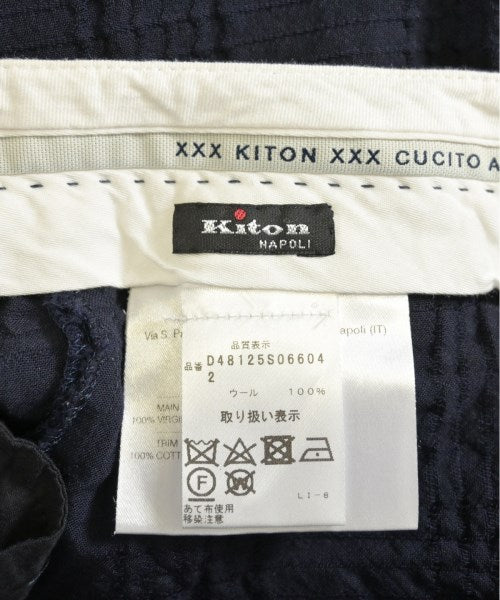 XXX KITON XXX CUCITO A
Kiton
NAPOLI
Via S. apoli (IT)
品質表示
品番 D48125S06604
2
ウール 100%
取り扱い表示
MAIN
100% VIRGI
TRIM
100% COTT
F W
LI-6
あて布使用
移染注意